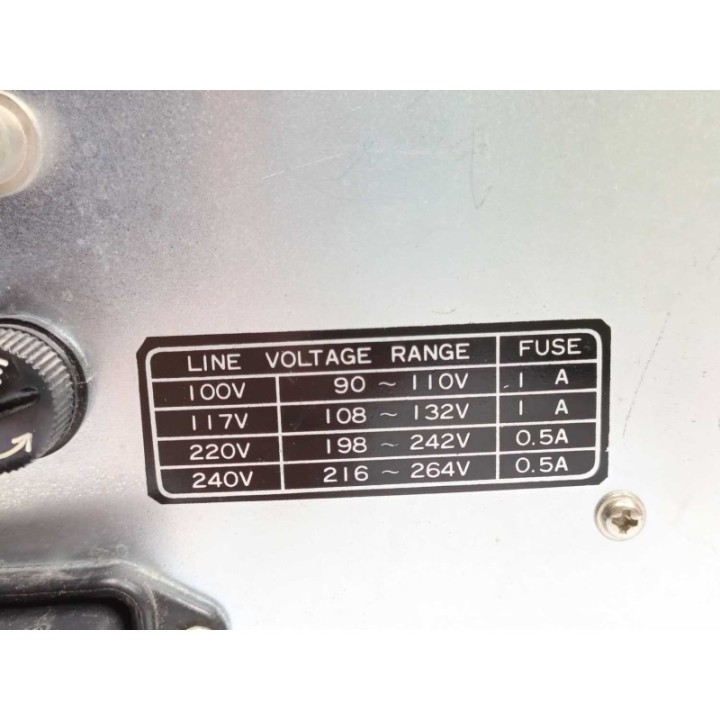 LINE VOLTAGE RANGE FUSE
100V 90 ~ 110V 1 A
117V 108 ~ 132V 1 A
220V 198 ~ 242V 0.5A
240V 216 ~ 264V 0.5A